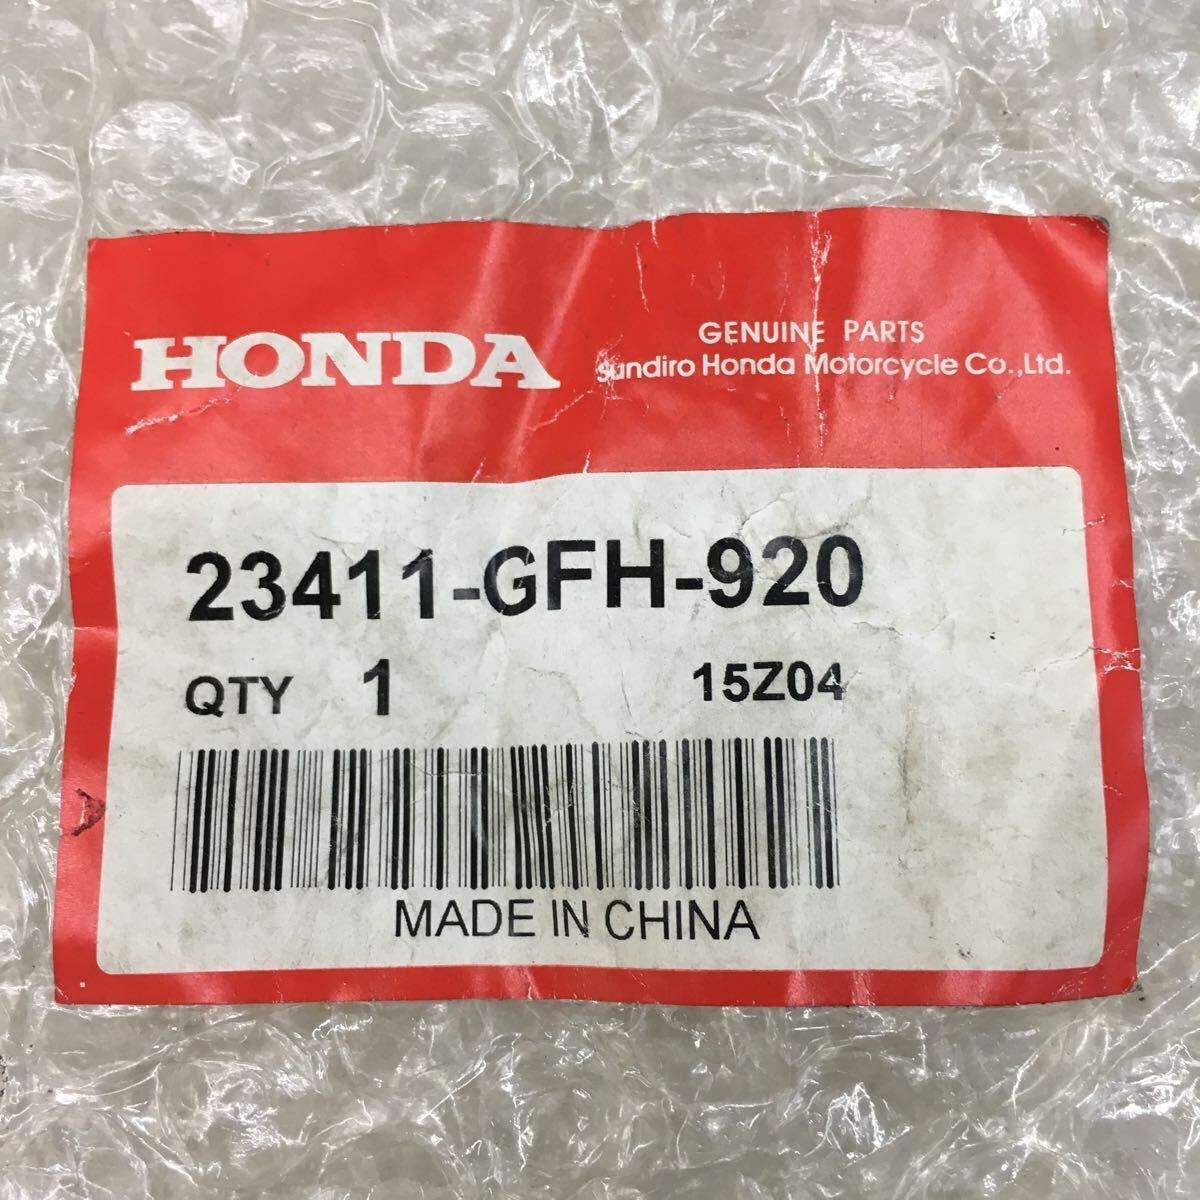 HONDA
GENUINE PARTS
Sundiro Honda Motorcycle Co.,Ltd.
23411-GFH-920
QTY 1 15Z04
MADE IN CHINA